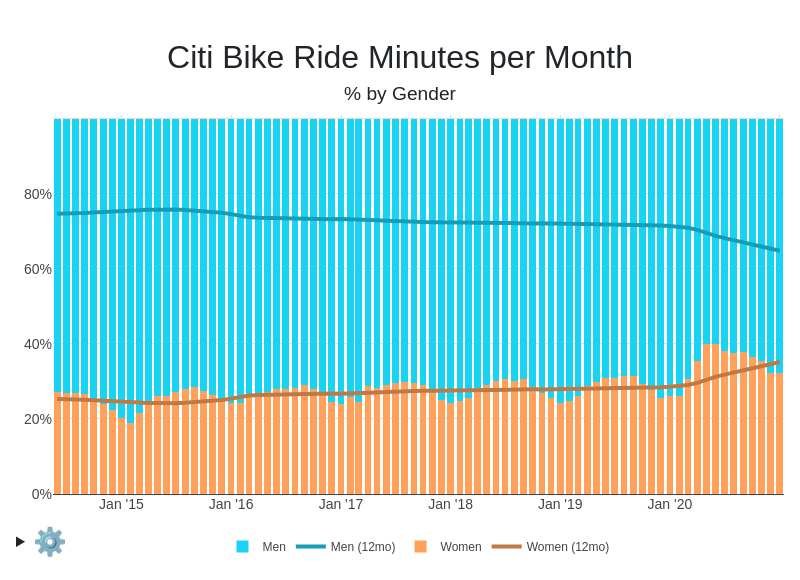 Citi Bike Ride Minutes per Month
% by Gender
80%
60%
40%
20%
0%
Jan '15 Jan '16 Jan '17 Jan '18 Jan '19 Jan '20
Men Men (12mo) Women Women (12mo)